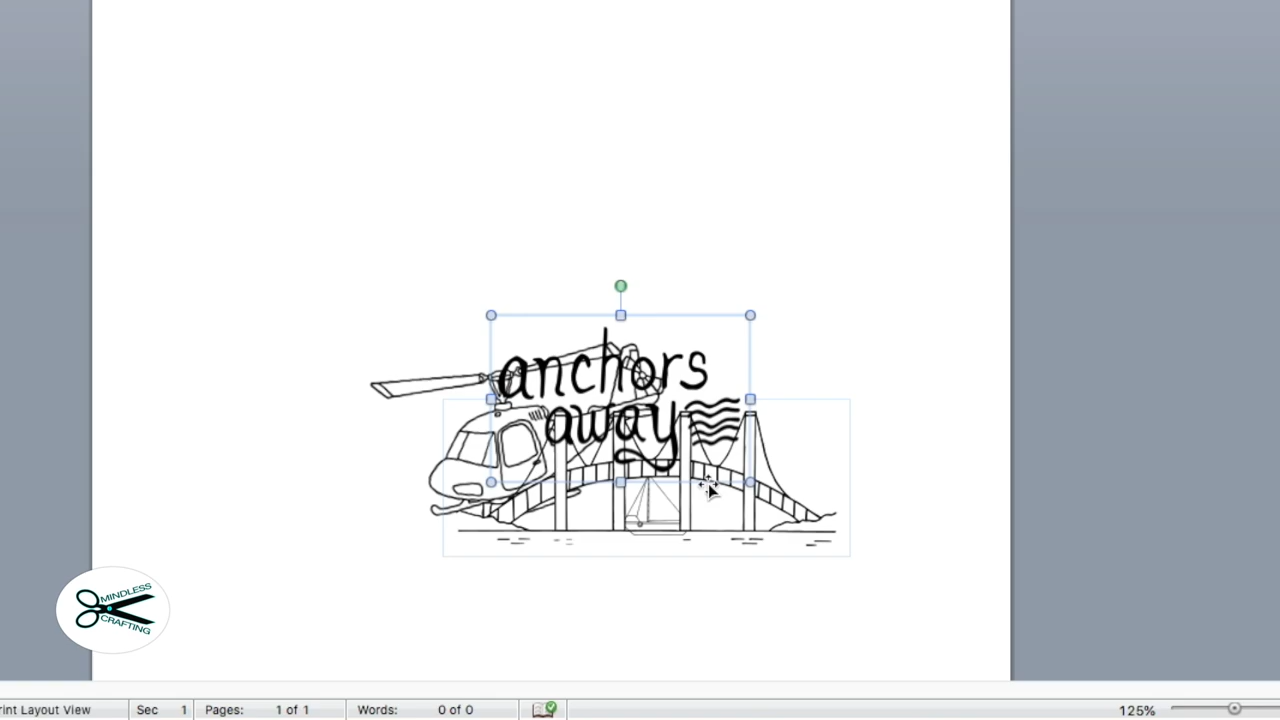 anchors
away
MINDLESS
CRAFTING
rint Layout View
Sec 1
Pages: 1 of 1
Words: 0 of 0
125%